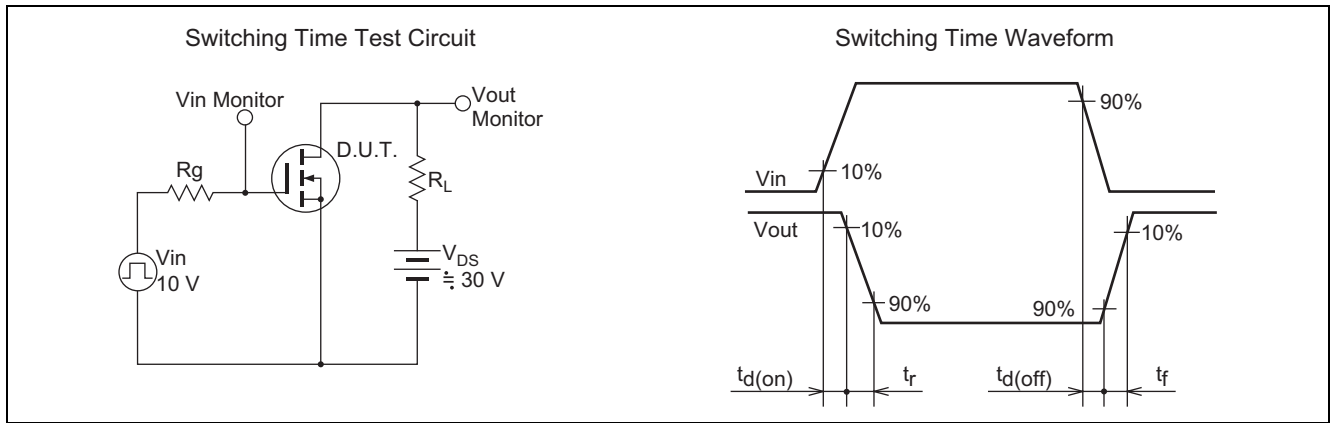 Switching Time Test Circuit
Vin Monitor
Vout
Monitor
D.U.T.
Rg
RL
Vin
10 V
VDS
≒ 30 V
Switching Time Waveform
90%
Vin
10%
Vout
10%
10%
90%
90%
td(on)
tr
td(off)
tf